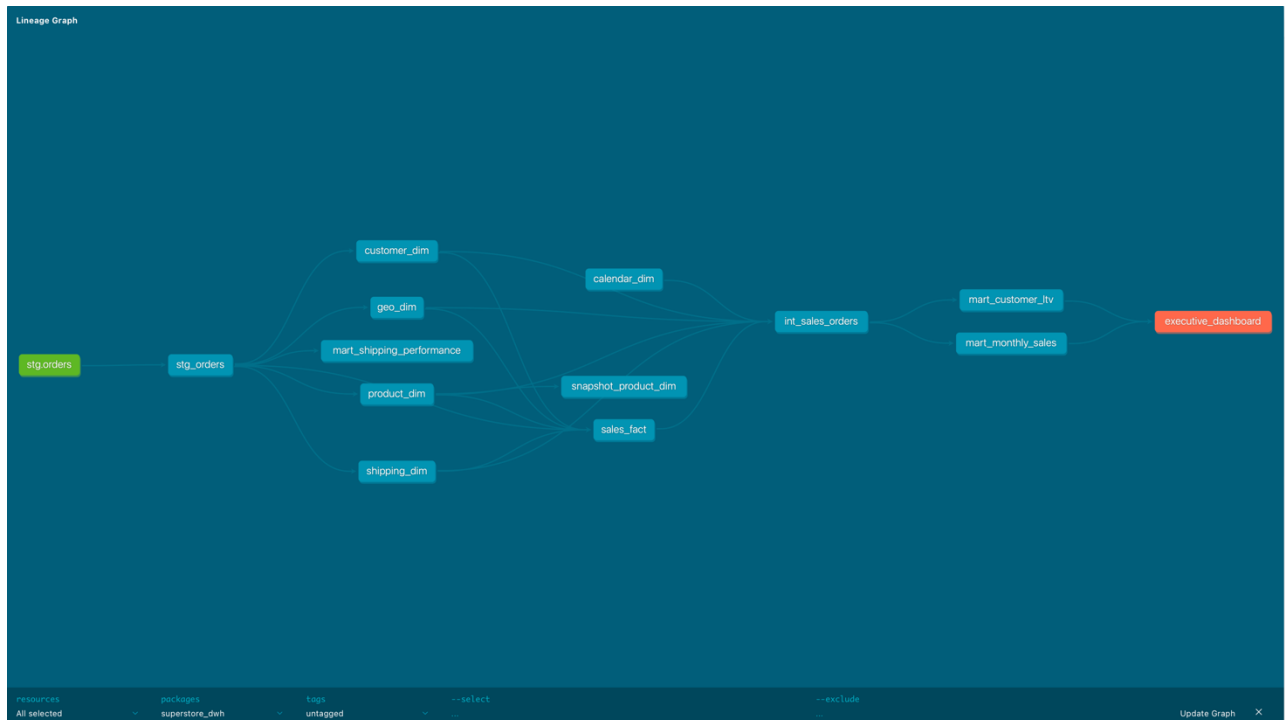 Lineage Graph
customer_dim
calendar_dim
geo_dim
mart_customer_ltv
int_sales_orders
executive_dashboard
mart_monthly_sales
mart_shipping_performance
stg.orders
stg_orders
snapshot_product_dim
product_dim
sales_fact
shipping_dim
resources packages tags --select --exclude
All selected superstore_dwh untagged ... ... Update Graph ×